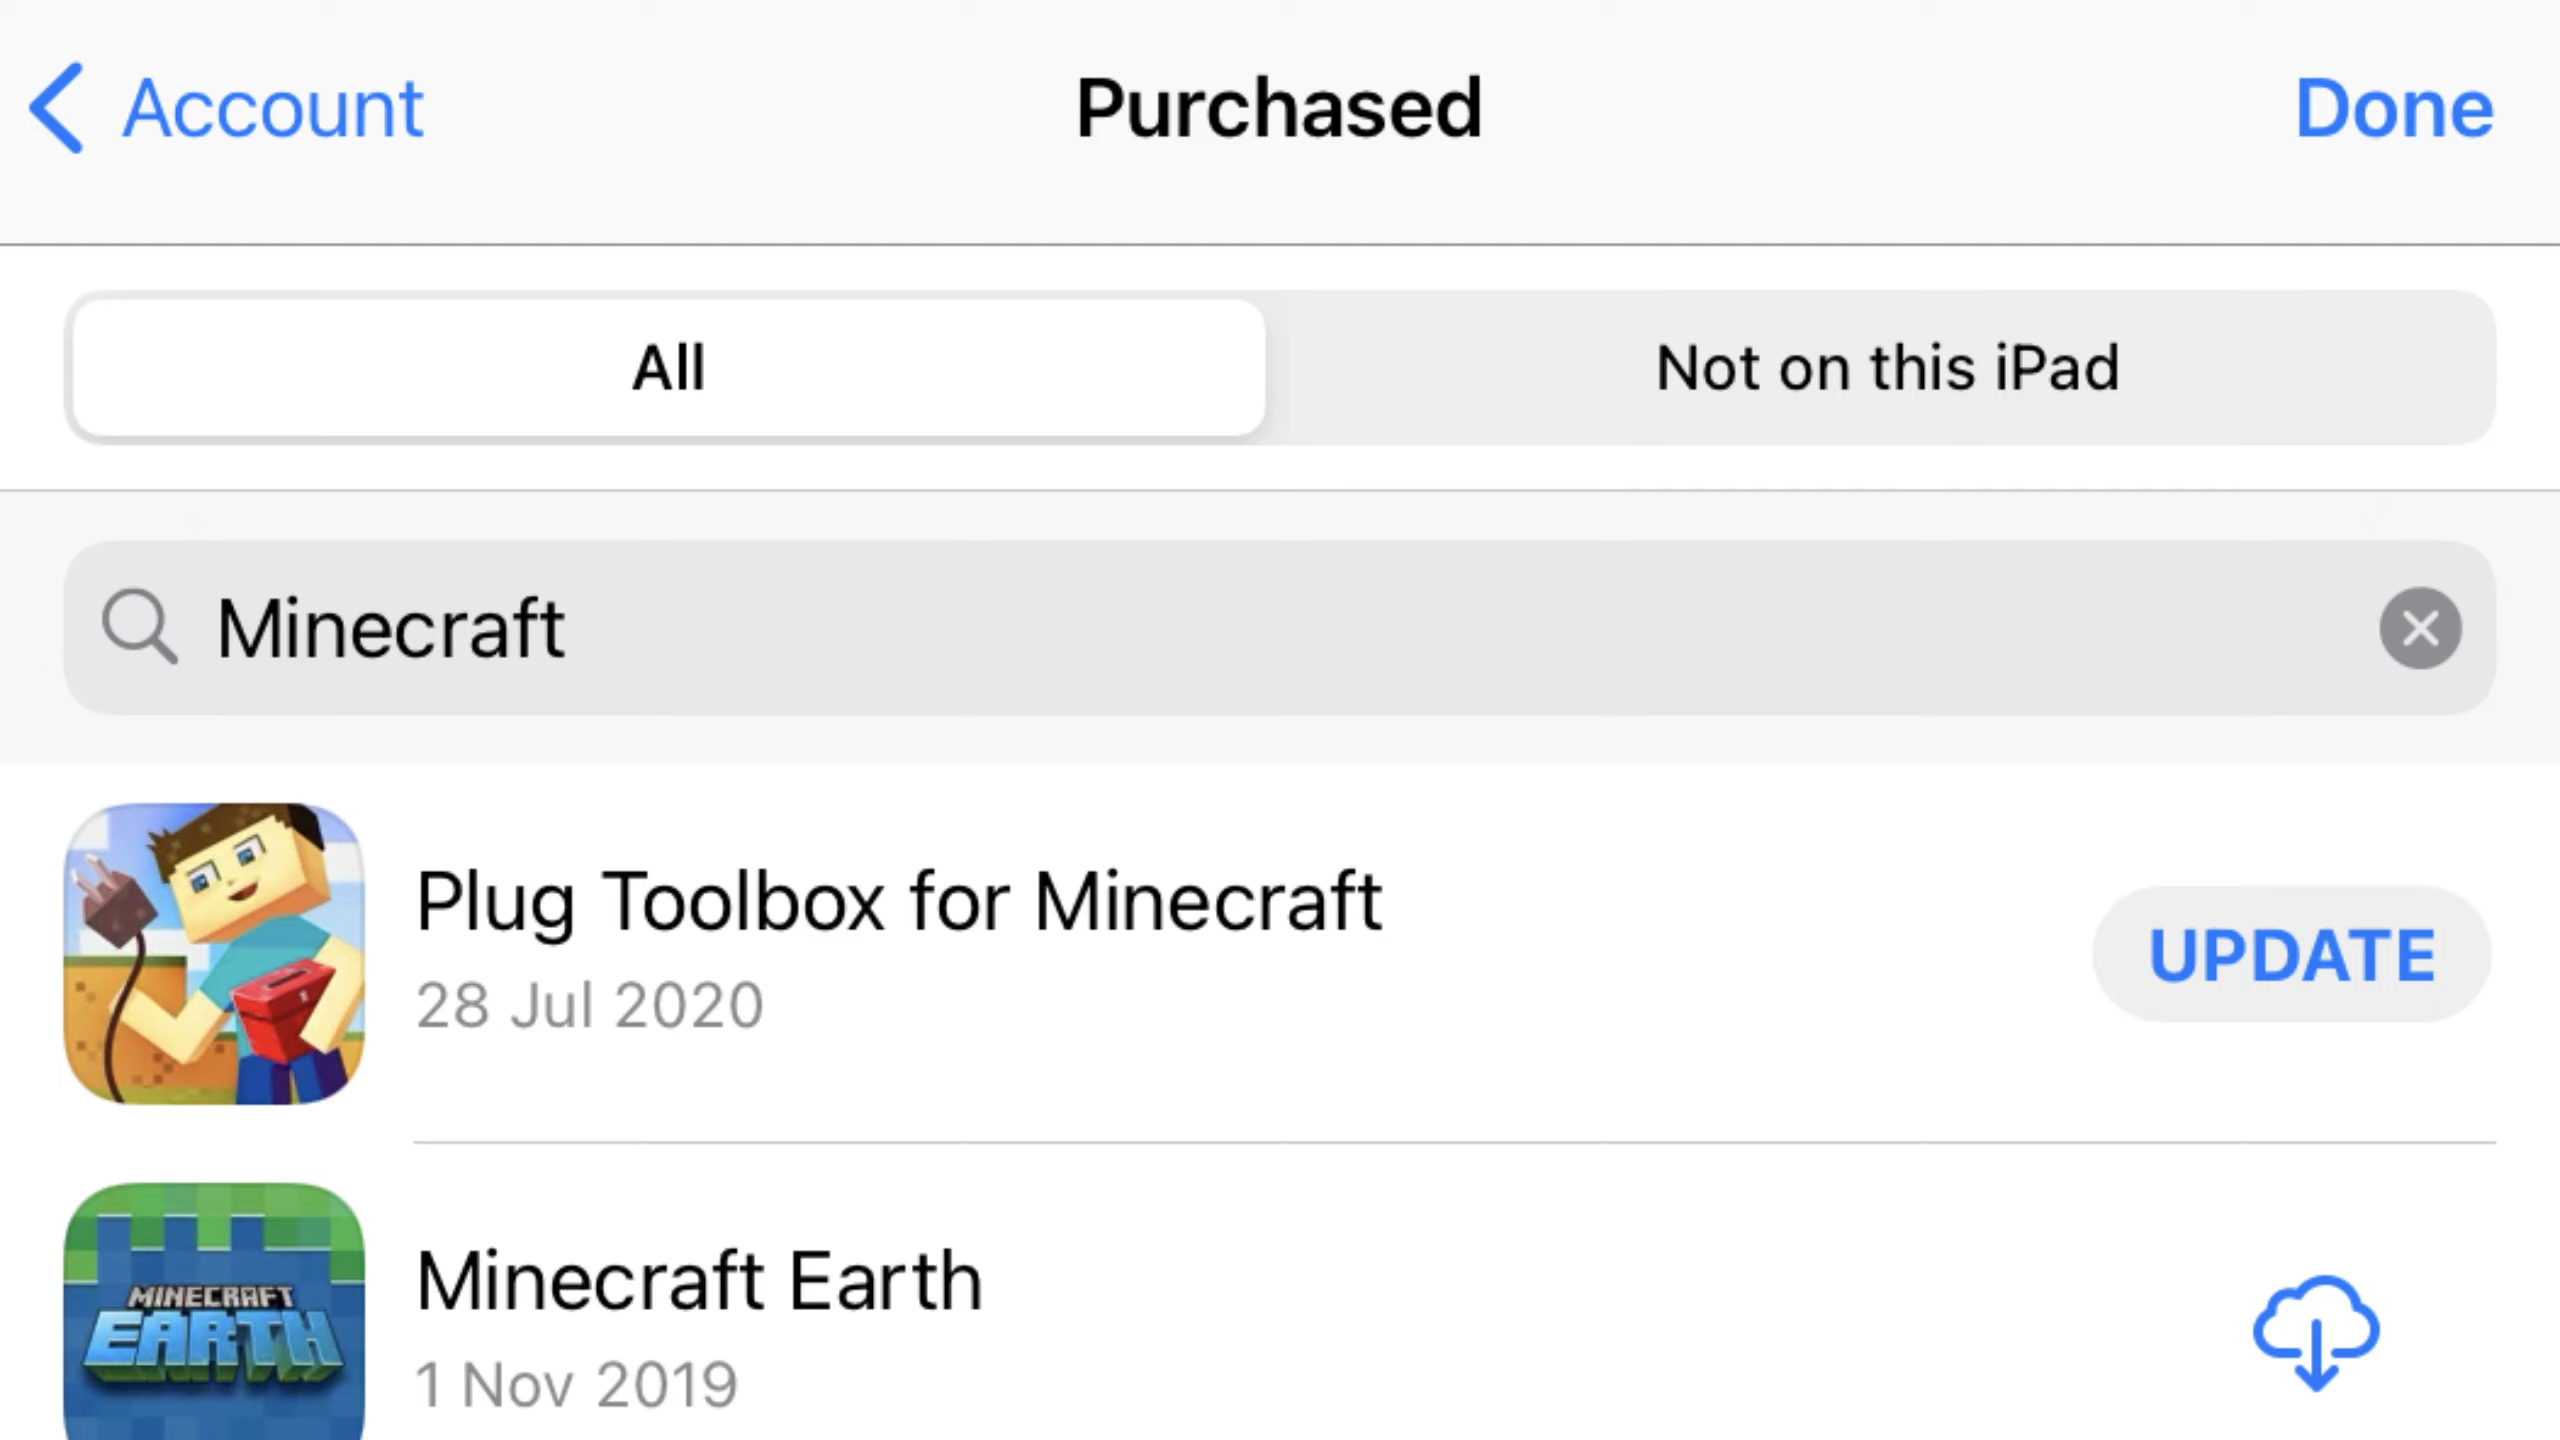 Account
Purchased
Done
All
Not on this iPad
Minecraft
Plug Toolbox for Minecraft
28 Jul 2020
UPDATE
MINECRAFT
EARTH
Minecraft Earth
1 Nov 2019